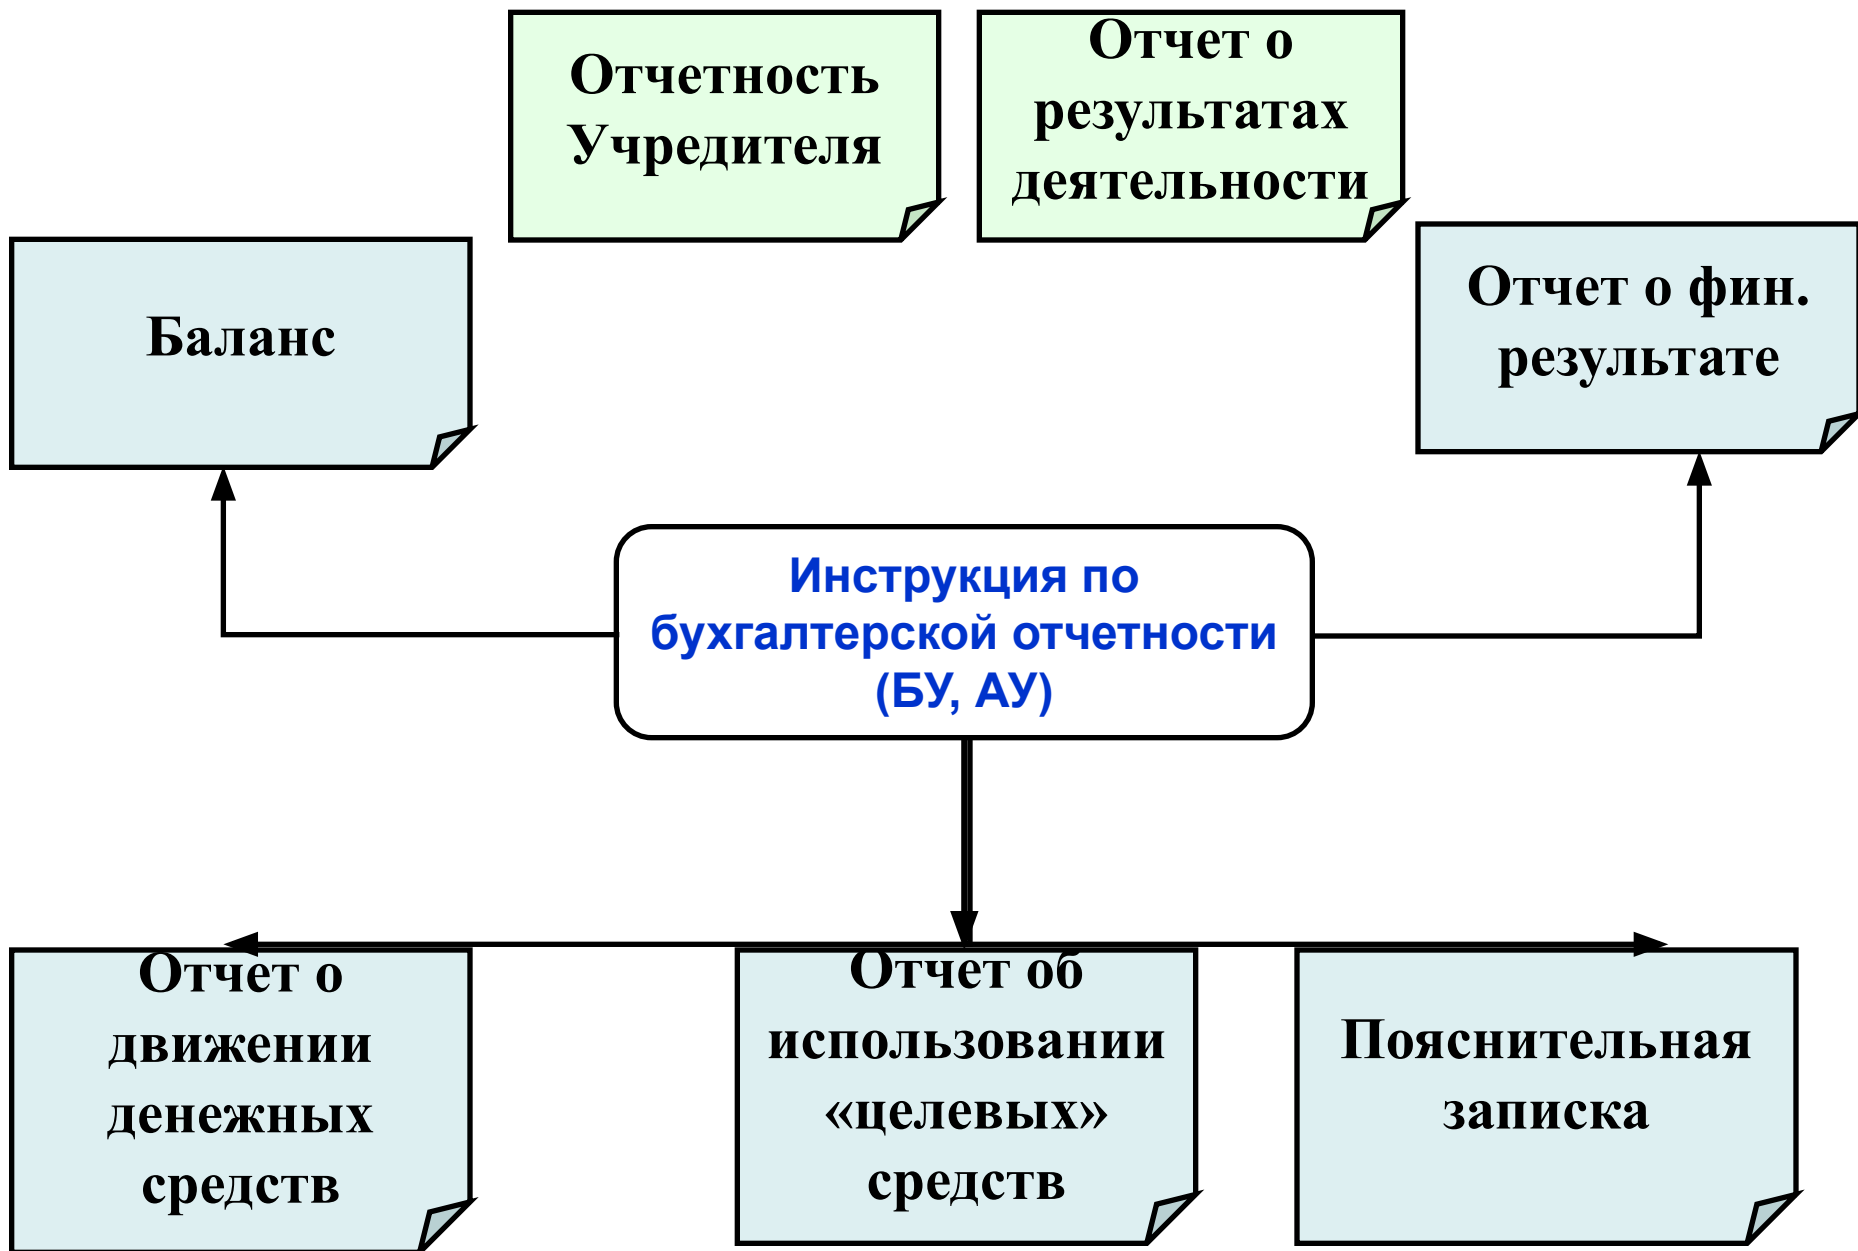 Отчетность
Учредителя
Отчет о
результатах
деятельности
Баланс
Отчет о фин.
результате
Инструкция по
бухгалтерской отчетности
(БУ, АУ)
Отчет о
движении
денежных
средств
Отчет об
использовании
«целевых»
средств
Пояснительная
записка